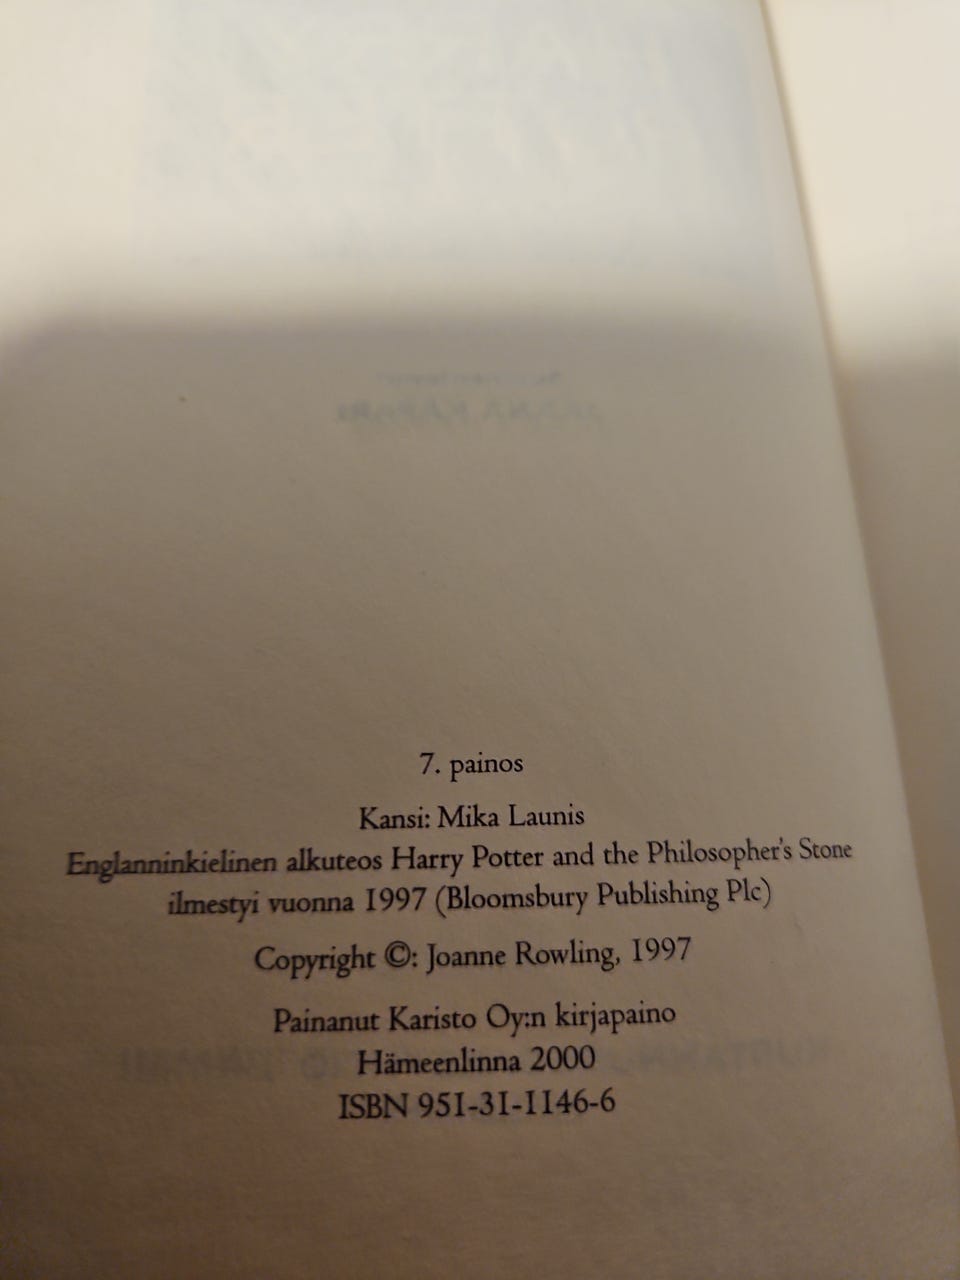 7. painos
Kansi: Mika Launis
Englanninkielinen alkuteos Harry Potter and the Philosopher's Stone
ilmestyi vuonna 1997 (Bloomsbury Publishing Plc)
Copyright ©: Joanne Rowling, 1997
Painanut Karisto Oy:n kirjapaino
Hämeenlinna 2000
ISBN 951-31-1146-6